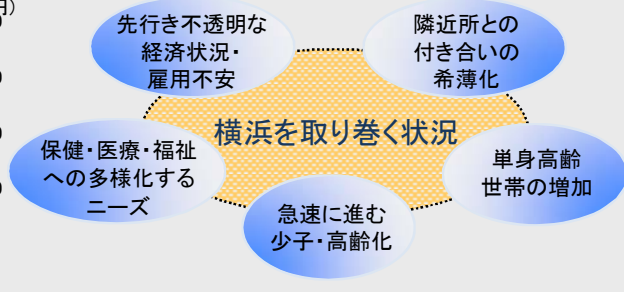 円)
先行き不透明な
経済状況・
雇用不安
隣近所との
付き合いの
希薄化
横浜を取り巻く状況
保健・医療・福祉
への多様化する
ニーズ
単身高齢
世帯の増加
急速に進む
少子・高齢化